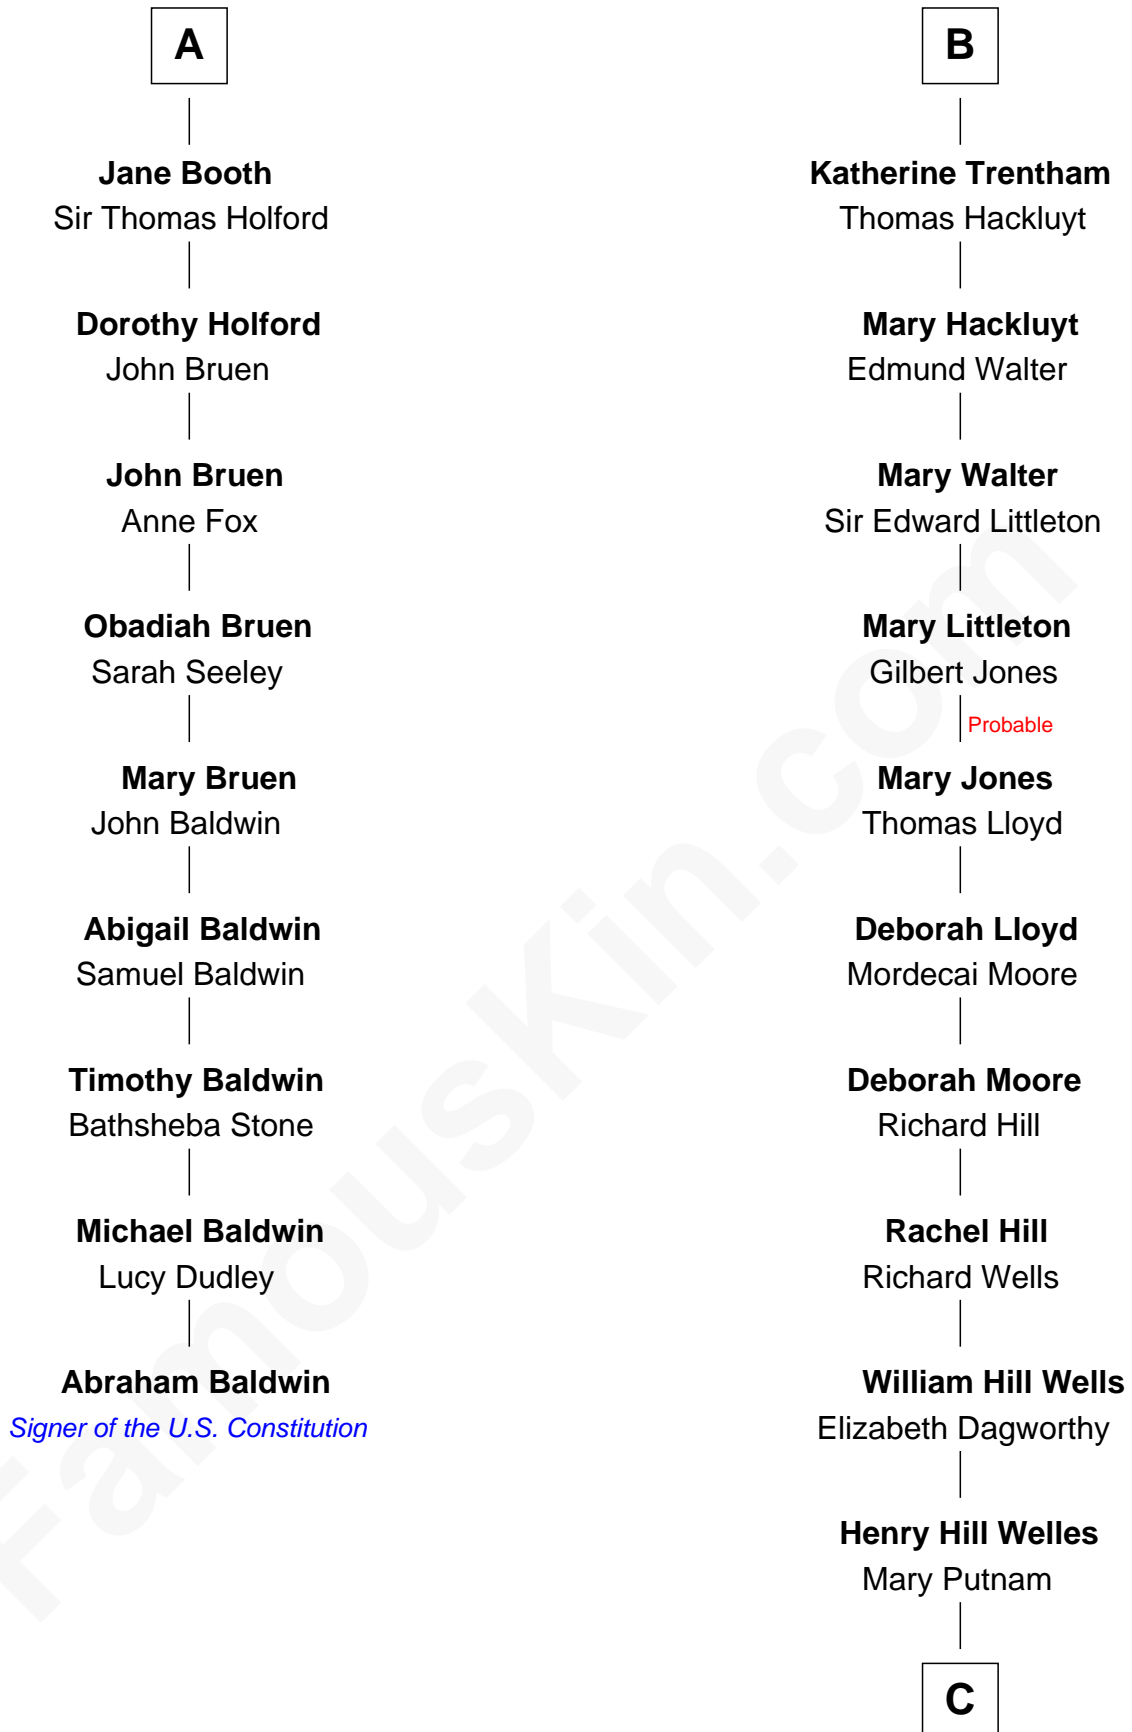 A
Jane Booth
Sir Thomas Holford
Dorothy Holford
John Bruen
John Bruen
Anne Fox
Obadiah Bruen
Sarah Seeley
Mary Bruen
John Baldwin
Abigail Baldwin
Samuel Baldwin
Timothy Baldwin
Bathsheba Stone
Michael Baldwin
Lucy Dudley
Abraham Baldwin
Signer of the U.S. Constitution
B
Katherine Trentham
Thomas Hackluyt
Mary Hackluyt
Edmund Walter
Mary Walter
Sir Edward Littleton
Mary Littleton
Gilbert Jones
Probable
Mary Jones
Thomas Lloyd
Deborah Lloyd
Mordecai Moore
Deborah Moore
Richard Hill
Rachel Hill
Richard Wells
William Hill Wells
Elizabeth Dagworthy
Henry Hill Welles
Mary Putnam
C
FamousKin.com